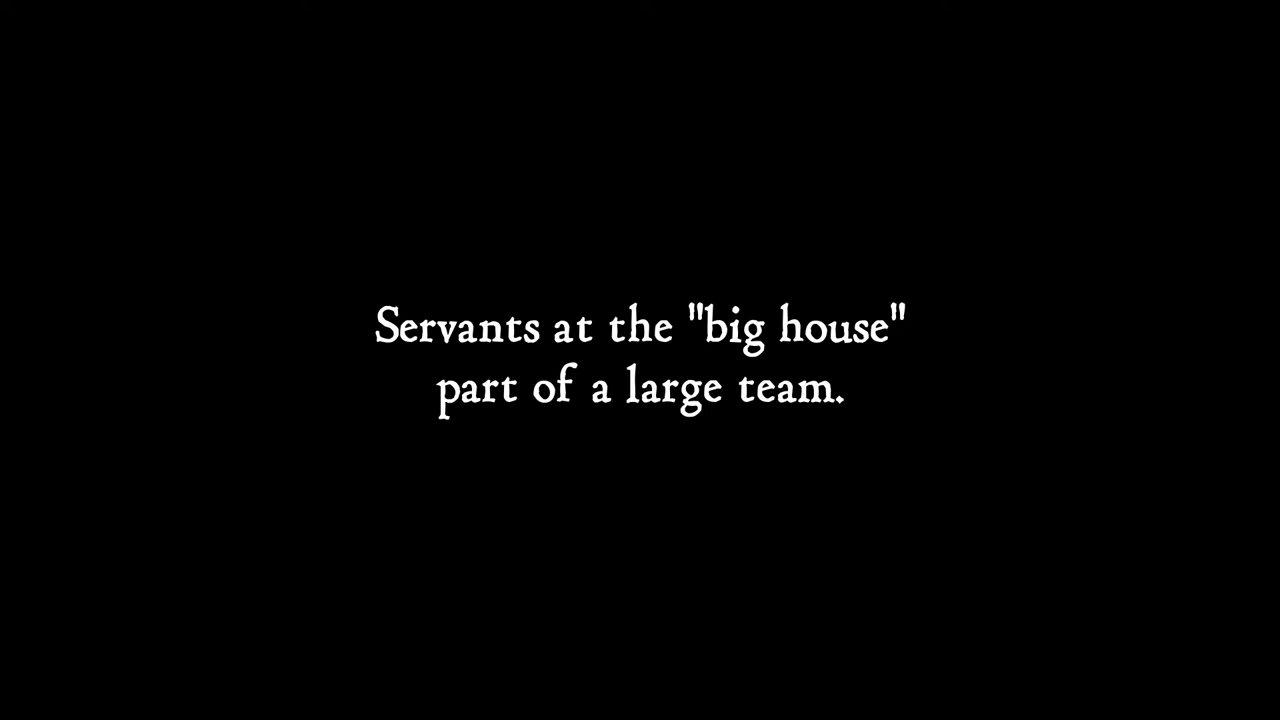 Servants at the "big house"
part of a large team.